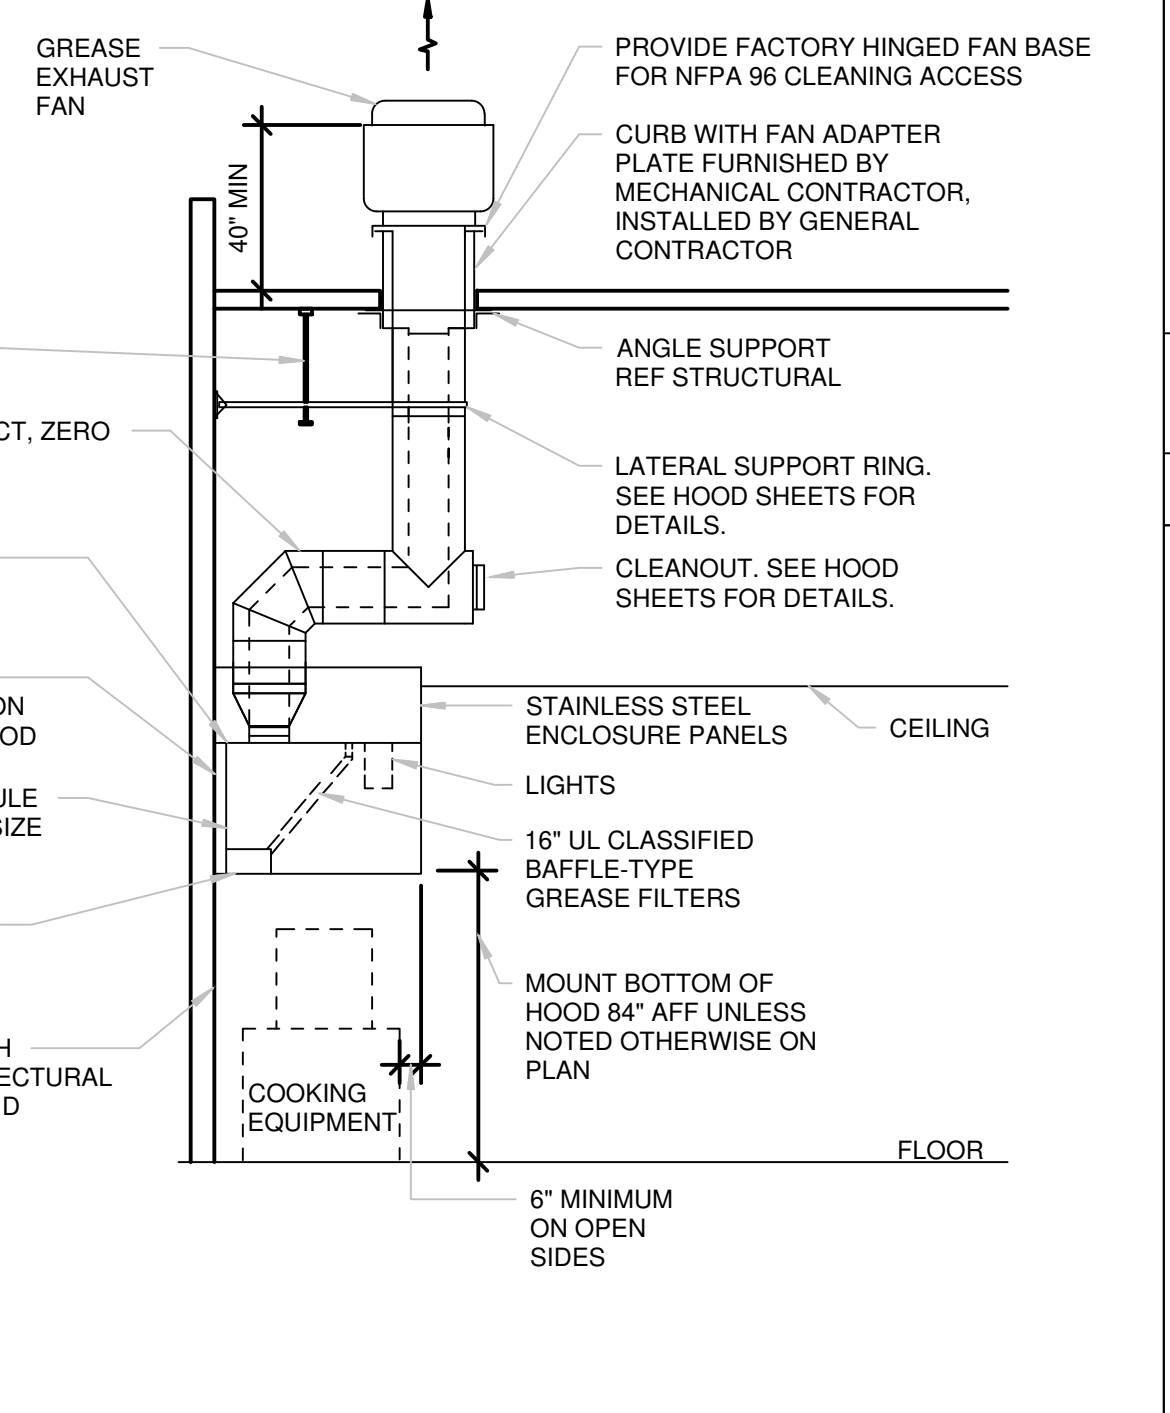 GREASE
EXHAUST
FAN
PROVIDE FACTORY HINGED FAN BASE
FOR NFPA 96 CLEANING ACCESS
CURB WITH FAN ADAPTER
PLATE FURNISHED BY
MECHANICAL CONTRACTOR,
INSTALLED BY GENERAL
CONTRACTOR
40" MIN
ANGLE SUPPORT
REF STRUCTURAL
CT, ZERO
LATERAL SUPPORT RING.
SEE HOOD SHEETS FOR
DETAILS.
CLEANOUT. SEE HOOD
SHEETS FOR DETAILS.
ON
OD
STAINLESS STEEL
ENCLOSURE PANELS
CEILING
LIGHTS
ULE
SIZE
16" UL CLASSIFIED
BAFFLE-TYPE
GREASE FILTERS
MOUNT BOTTOM OF
HOOD 84" AFF UNLESS
NOTED OTHERWISE ON
PLAN
H
ECTURAL
D
COOKING
EQUIPMENT
FLOOR
6" MINIMUM
ON OPEN
SIDES